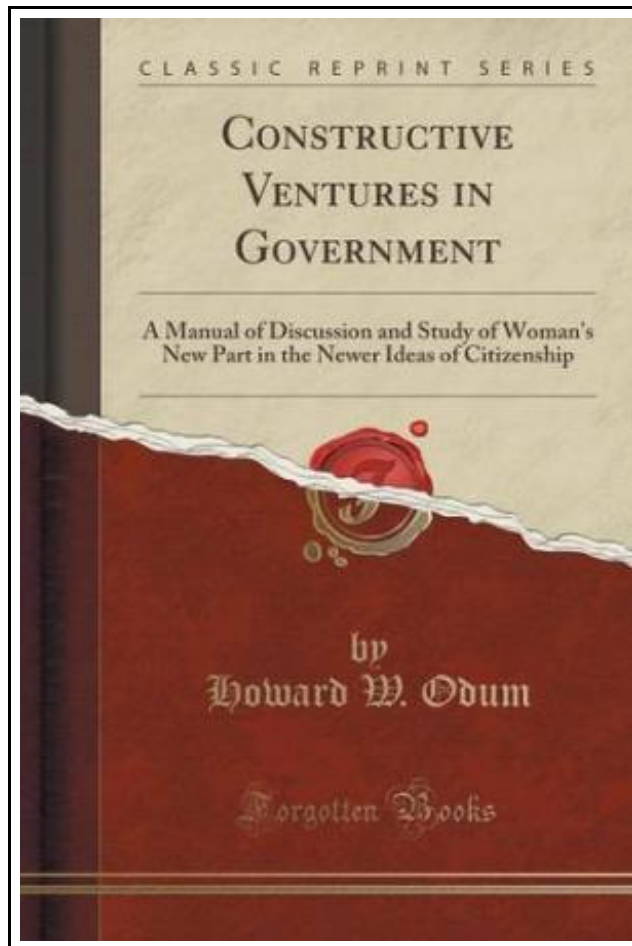 CLASSIC REPRINT SERIES
CONSTRUCTIVE
VENTURES IN
GOVERNMENT
A Manual of Discussion and Study of Woman's
New Part in the Newer Ideas of Citizenship
F
by
Howard W. Odum
Forgotten Books